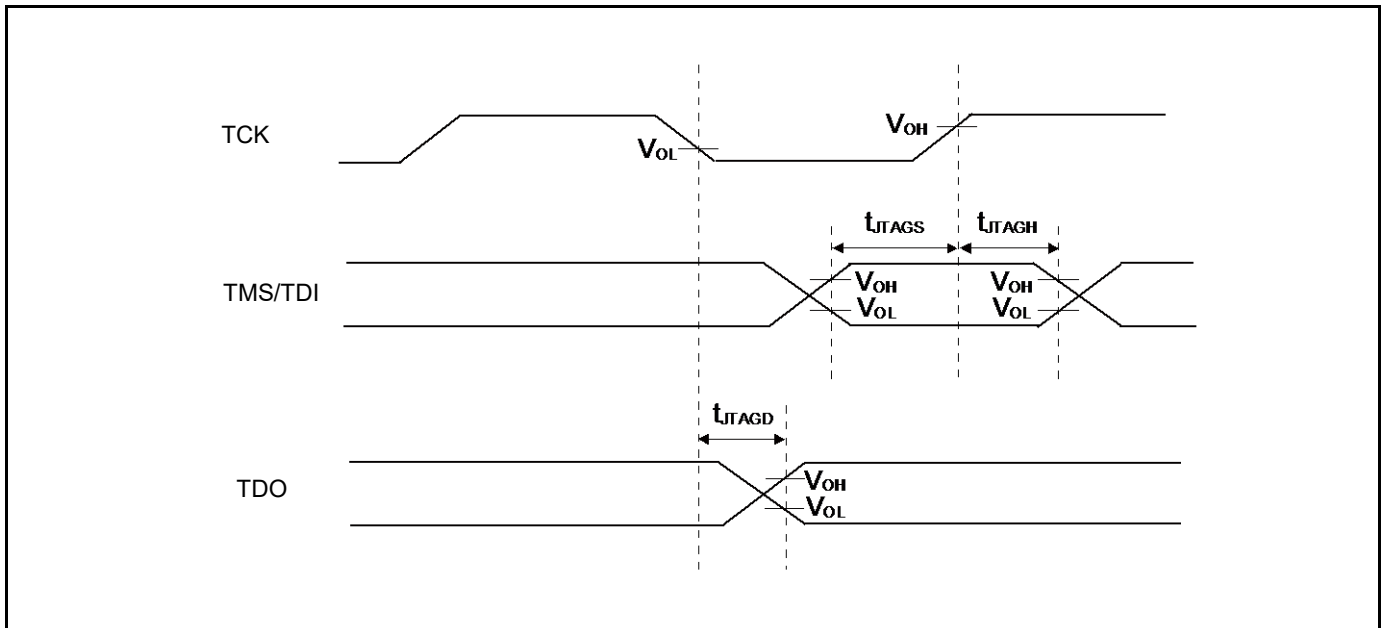 TCK
VOL
VOH
tJTAGS
tJTAGH
TMS/TDI
VOH
VOL
VOH
VOL
tJTAGD
TDO
VOH
VOL